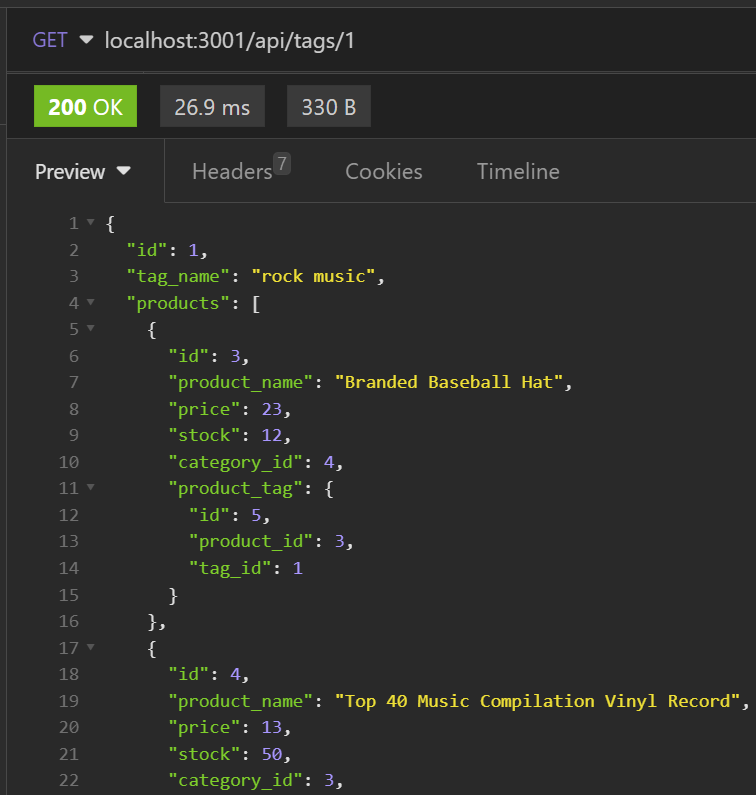 GET localhost:3001/api/tags/1
200 OK 26.9 ms 330 B
Preview Headers 7 Cookies Timeline
1 {
2 "id": 1,
3 "tag_name": "rock music",
4 "products": [
5 {
6 "id": 3,
7 "product_name": "Branded Baseball Hat",
8 "price": 23,
9 "stock": 12,
10 "category_id": 4,
11 "product_tag": {
12 "id": 5,
13 "product_id": 3,
14 "tag_id": 1
15 }
16 },
17 {
18 "id": 4,
19 "product_name": "Top 40 Music Compilation Vinyl Record",
20 "price": 13,
21 "stock": 50,
22 "category_id": 3,